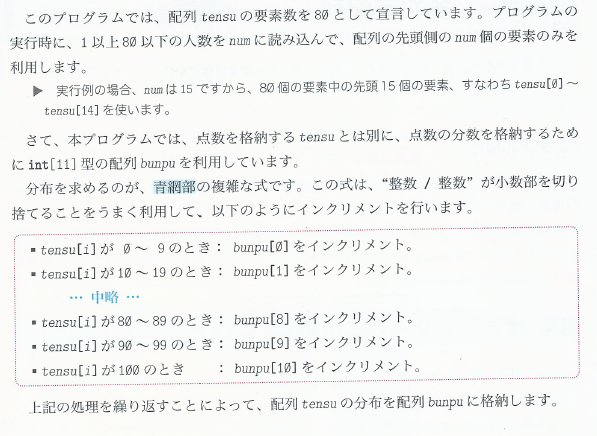 このプログラムでは、配列 tensu の要素数を 80 として宣言しています。プログラムの
実行時に、1 以上 80 以下の人数を num に読み込んで、配列の先頭側の num 個の要素のみを
利用します。
▶ 実行例の場合、num は 15 ですから、80 個の要素中の先頭 15 個の要素、すなわち tensu[0]～
tensu[14] を使います。
さて、本プログラムでは、点数を格納する tensu とは別に、点数の分数を格納するため
に int[11] 型の配列 bunpu を利用しています。
分布を求めるのが、青網部の複雑な式です。この式は、“整数 / 整数” が小数部を切り
捨てることをうまく利用して、以下のようにインクリメントを行います。
▪ tensu[i] が 0 ～ 9 のとき： bunpu[0] をインクリメント。
▪ tensu[i] が 10 ～ 19 のとき： bunpu[1] をインクリメント。
… 中略 …
▪ tensu[i] が 80 ～ 89 のとき： bunpu[8] をインクリメント。
▪ tensu[i] が 90 ～ 99 のとき： bunpu[9] をインクリメント。
▪ tensu[i] が 100 のとき ： bunpu[10] をインクリメント。
上記の処理を繰り返すことによって、配列 tensu の分布を配列 bunpu に格納します。